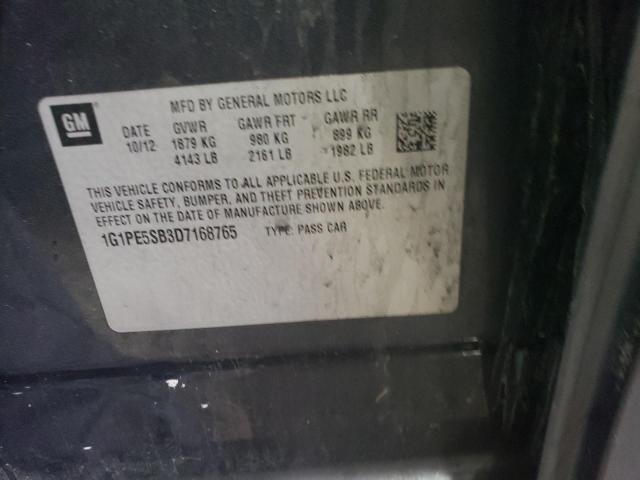 GM
MFD BY GENERAL MOTORS LLC
DATE GVWR GAWR FRT GAWR RR
10/12 1879 KG 980 KG 899 KG
4143 LB 2161 LB 1982 LB
THIS VEHICLE CONFORMS TO ALL APPLICABLE U.S. FEDERAL MOTOR
VEHICLE SAFETY, BUMPER, AND THEFT PREVENTION STANDARDS IN
EFFECT ON THE DATE OF MANUFACTURE SHOWN ABOVE.
1G1PE5SB3D7168765 TYPE: PASS CAR